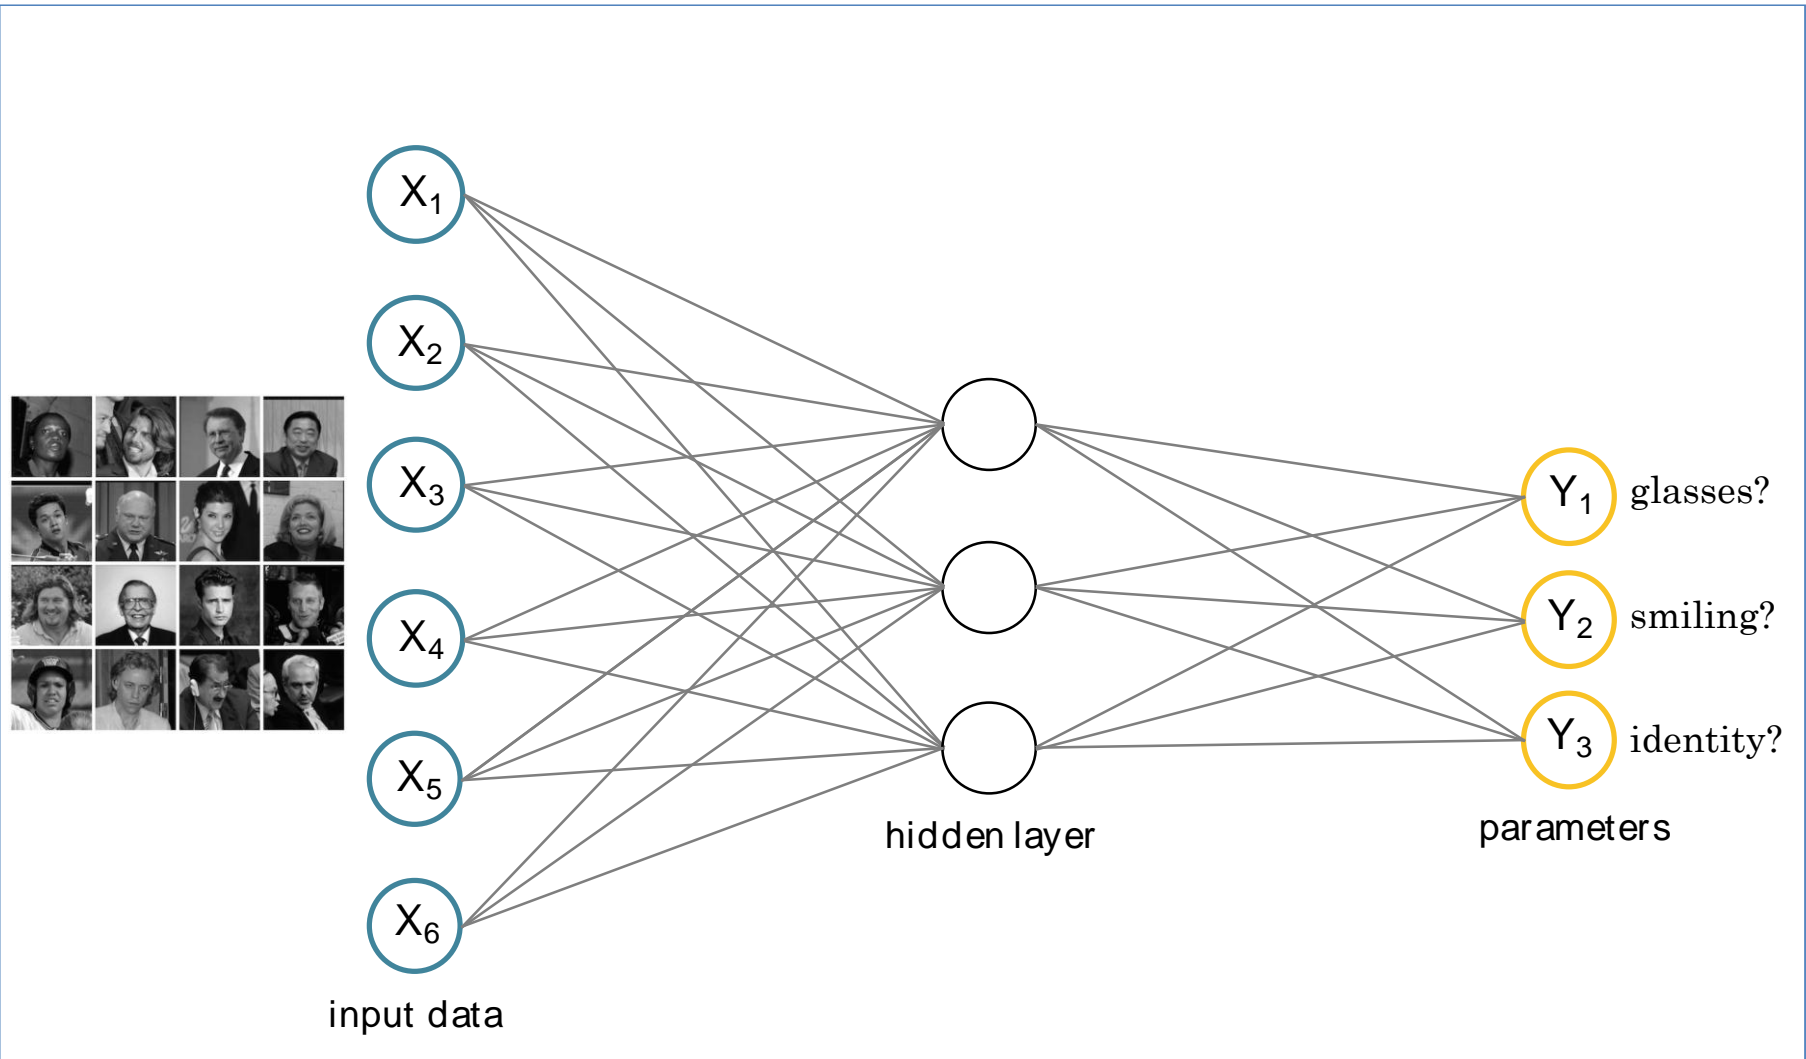 X1
X2
X3
X4
X5
X6
input data
hidden layer
Y1 glasses?
Y2 smiling?
Y3 identity?
parameters